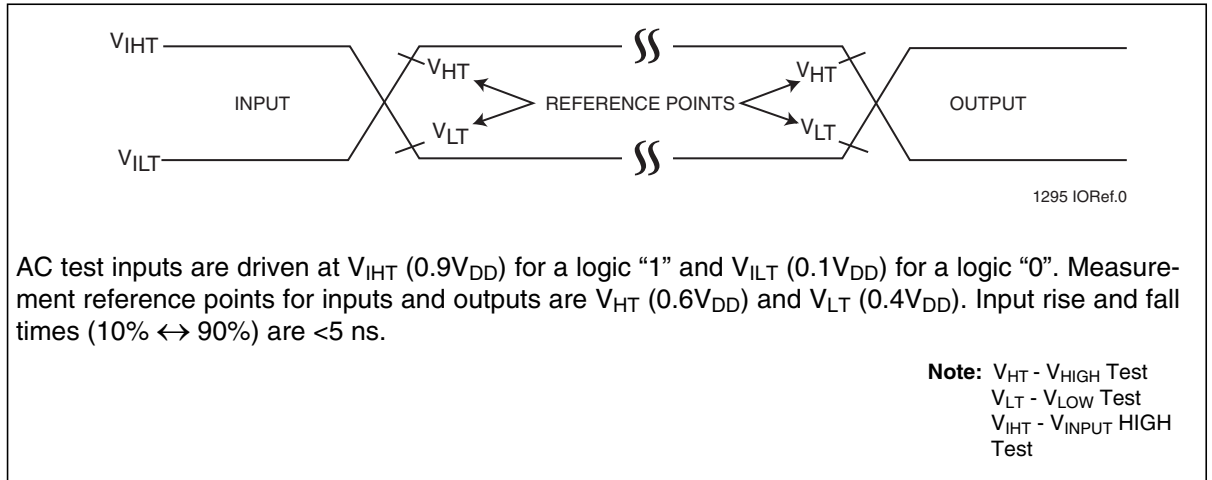 VIHT
VHT
VHT
INPUT
REFERENCE POINTS
OUTPUT
VLT
VLT
VILT
1295 IORef.0
AC test inputs are driven at VIHT (0.9VDD) for a logic “1” and VILT (0.1VDD) for a logic “0”. Measure-
ment reference points for inputs and outputs are VHT (0.6VDD) and VLT (0.4VDD). Input rise and fall
times (10% ↔ 90%) are <5 ns.
Note: VHT - VHIGH Test
VLT - VLOW Test
VIHT - VINPUT HIGH
Test